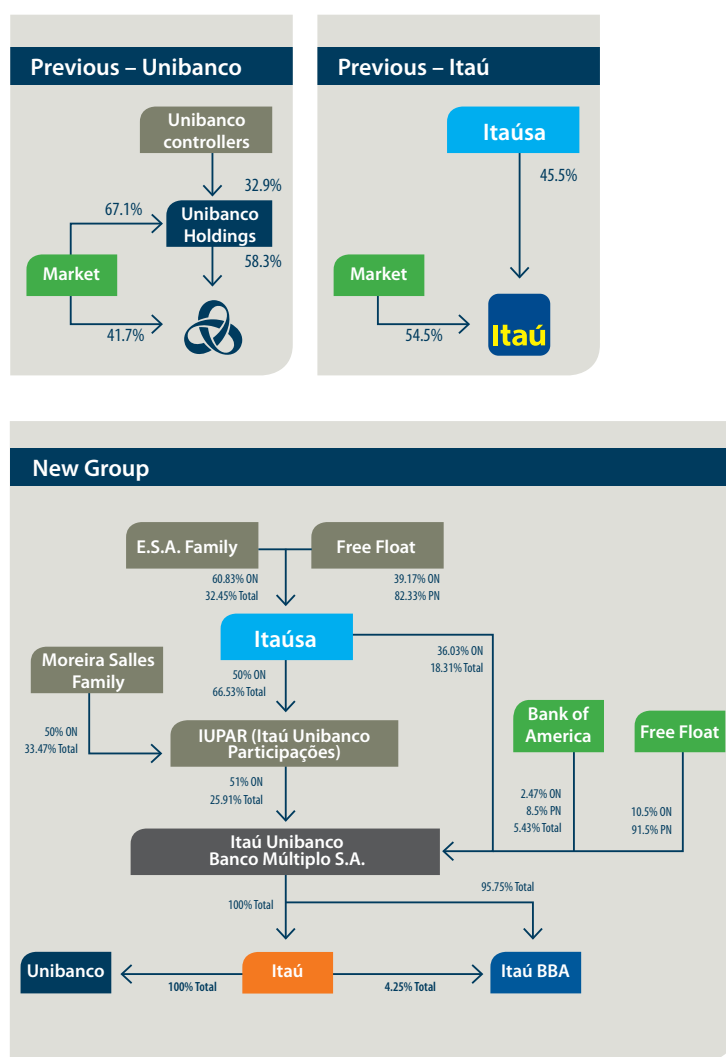 Previous – Unibanco
Unibanco
controllers
32.9%
67.1%
Unibanco
Holdings
58.3%
Market
41.7%
Previous – Itaú
Itaúsa
45.5%
Market
54.5%
Itaú
New Group
E.S.A. Family
Free Float
60.83% ON
32.45% Total
39.17% ON
82.33% PN
Itaúsa
36.03% ON
18.31% Total
Moreira Salles
Family
50% ON
66.53% Total
50% ON
33.47% Total
IUPAR (Itaú Unibanco
Participações)
Bank of
America
Free Float
51% ON
25.91% Total
2.47% ON
8.5% PN
5.43% Total
10.5% ON
91.5% PN
Itaú Unibanco
Banco Múltiplo S.A.
100% Total
95.75% Total
Unibanco
100% Total
Itaú
4.25% Total
Itaú BBA